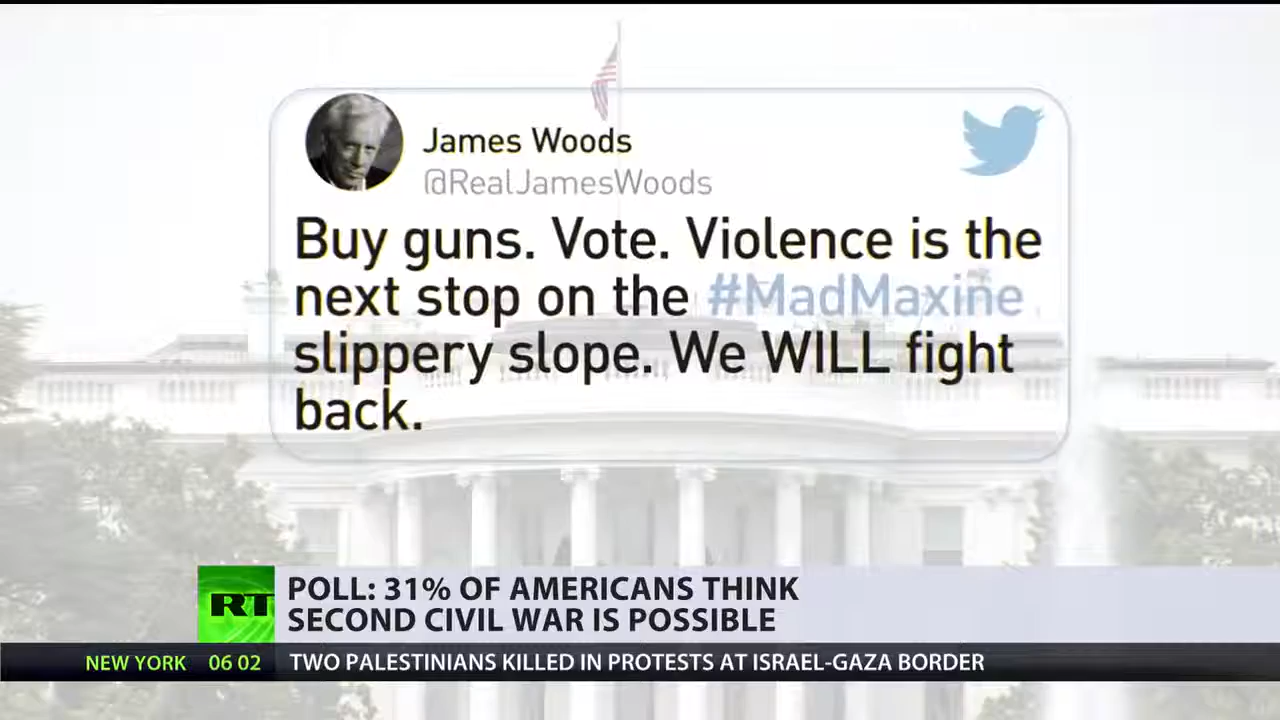 James Woods
@RealJamesWoods
Buy guns. Vote. Violence is the
next stop on the #MadMaxine
slippery slope. We WILL fight
back.
RT
POLL: 31% OF AMERICANS THINK
SECOND CIVIL WAR IS POSSIBLE
NEW YORK 06 02 TWO PALESTINIANS KILLED IN PROTESTS AT ISRAEL-GAZA BORDER